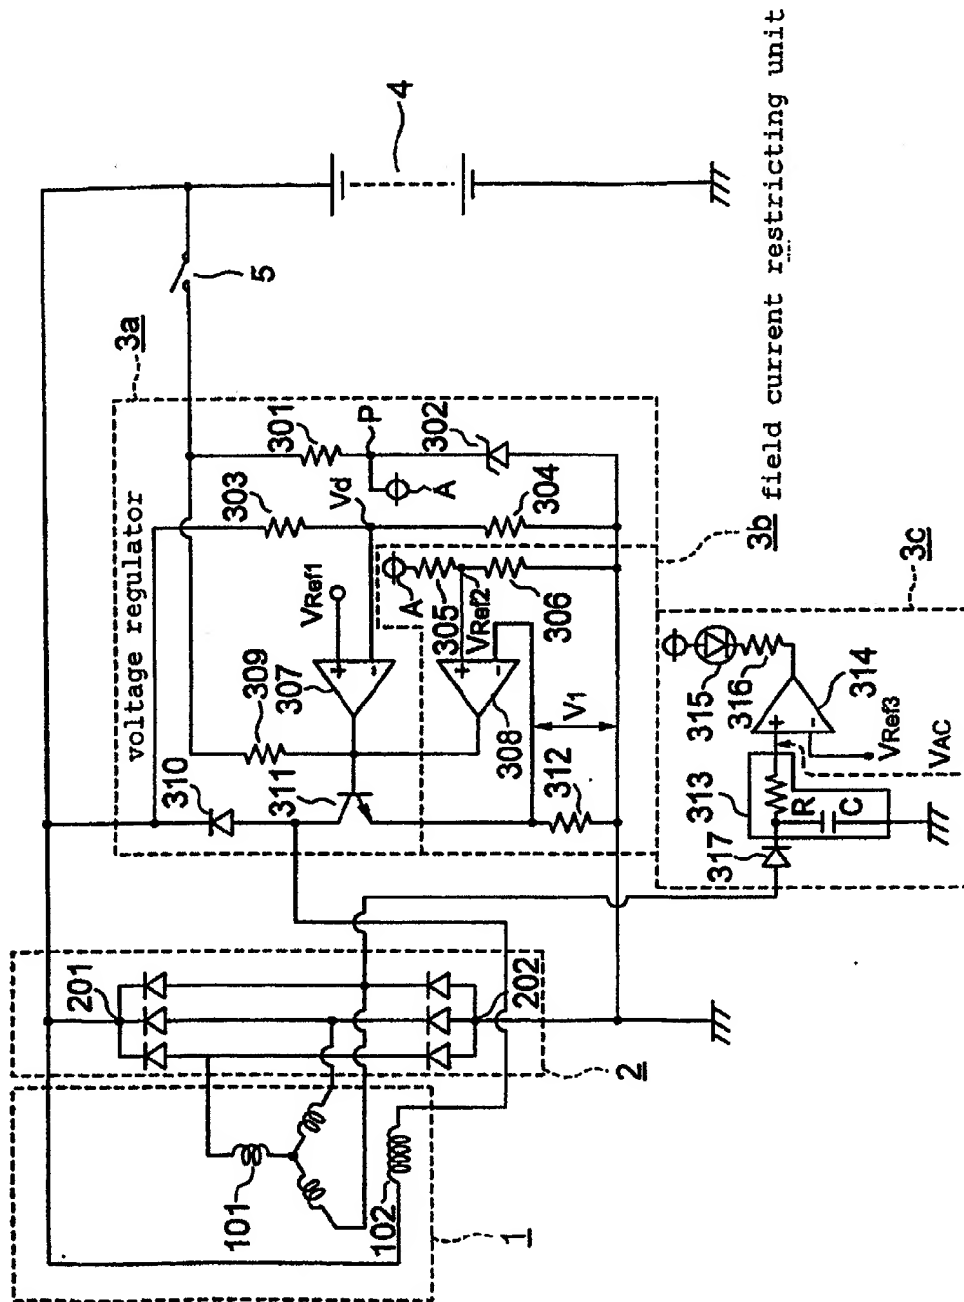 voltage regulator
3a
3b field current restricting unit
3c
1
2
4
5
101
102
201
202
301
302
303
304
305
306
307
308
309
310
311
312
313
314
315
316
317
P
A
A
Vd
VRef1
VRef2
VRef3
V1
VAC
R
C
+
-
+
-
+
-